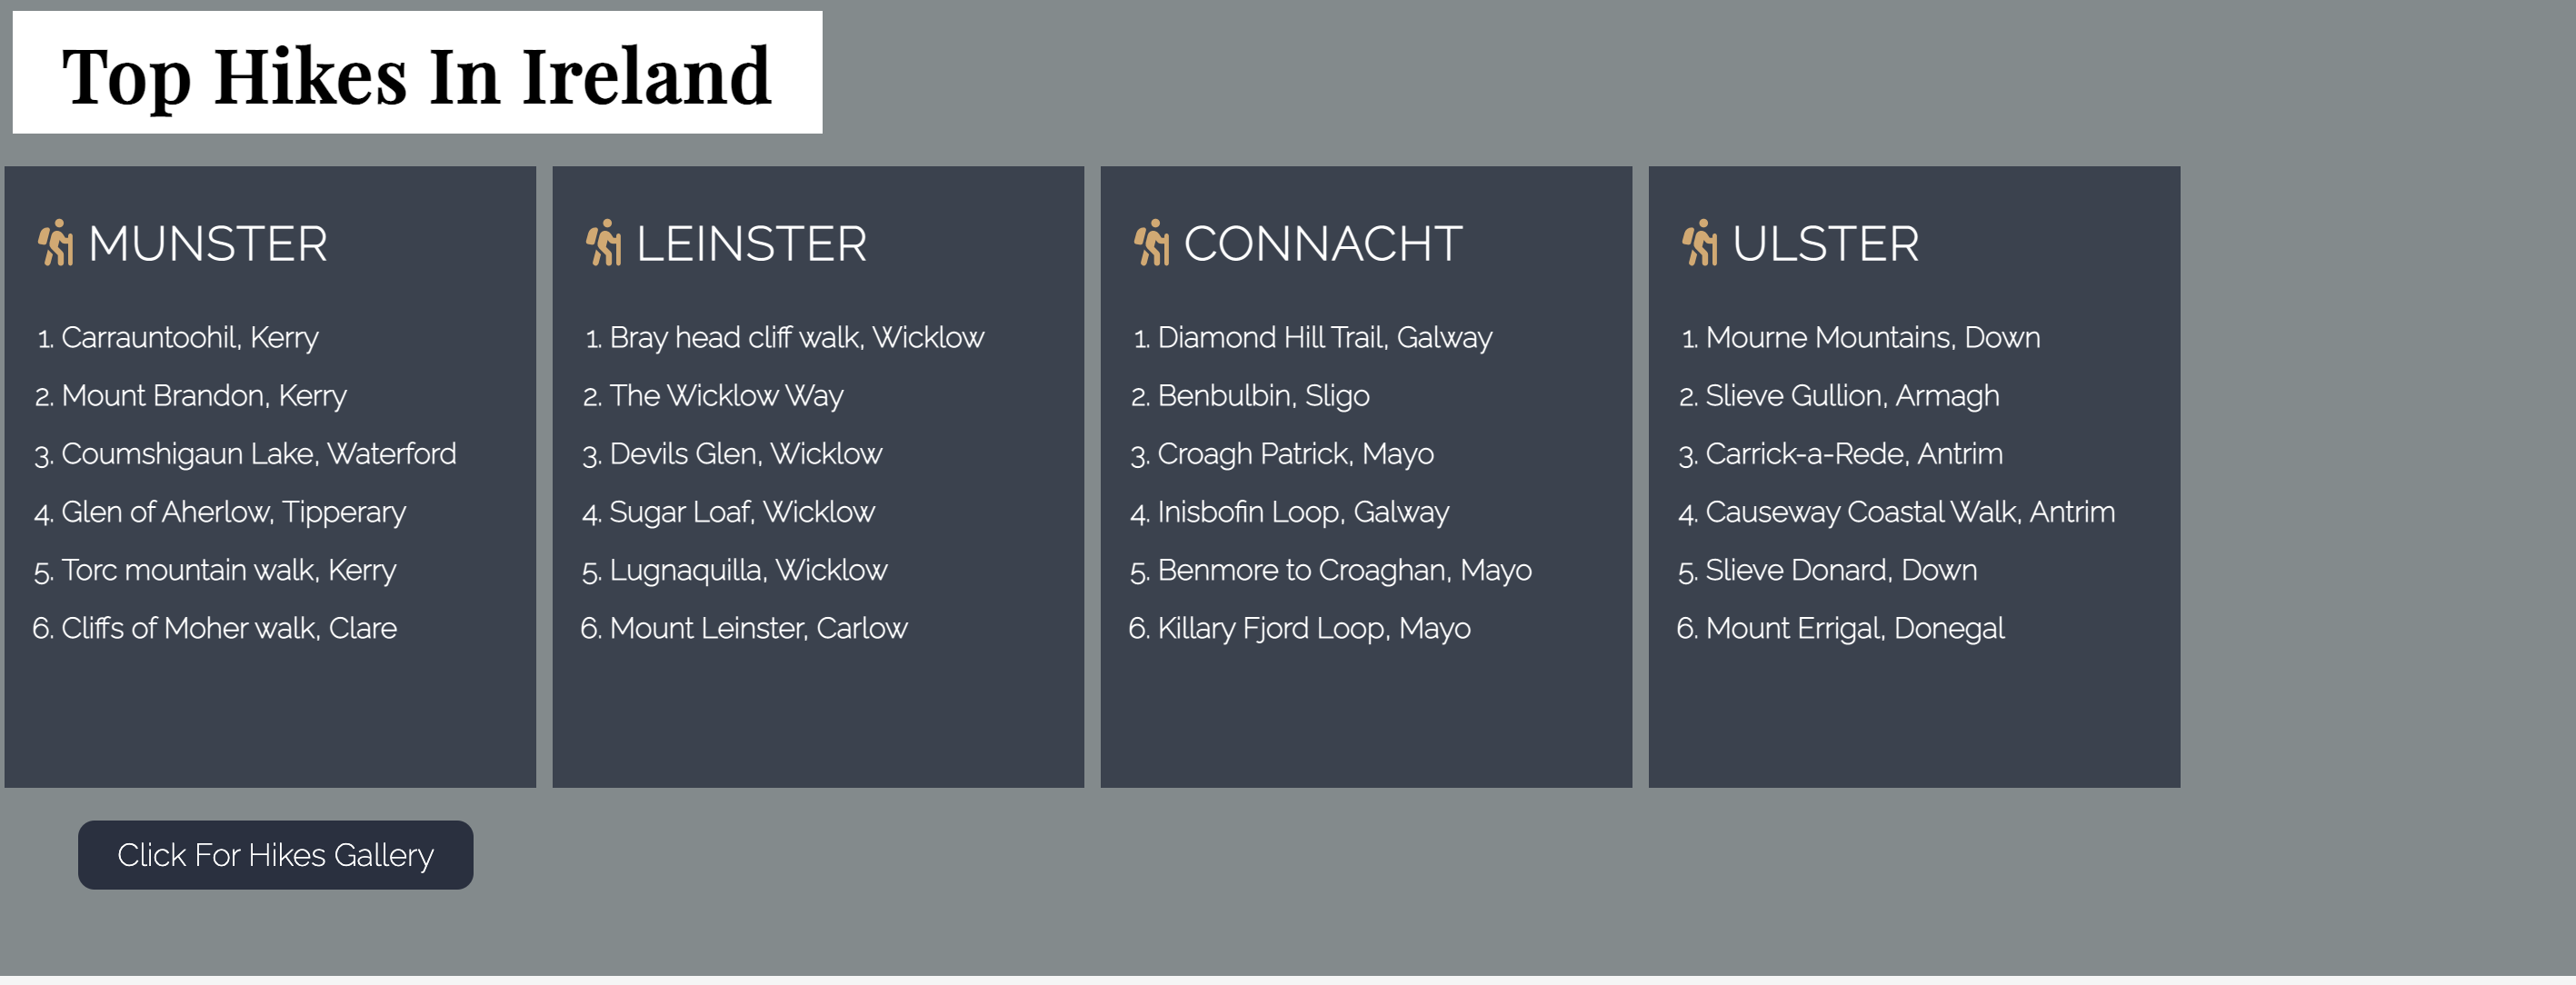 Top Hikes In Ireland
MUNSTER
1. Carrauntoohil, Kerry
2. Mount Brandon, Kerry
3. Coumshigaun Lake, Waterford
4. Glen of Aherlow, Tipperary
5. Torc mountain walk, Kerry
6. Cliffs of Moher walk, Clare
LEINSTER
1. Bray head cliff walk, Wicklow
2. The Wicklow Way
3. Devils Glen, Wicklow
4. Sugar Loaf, Wicklow
5. Lugnaquilla, Wicklow
6. Mount Leinster, Carlow
CONNACHT
1. Diamond Hill Trail, Galway
2. Benbulbin, Sligo
3. Croagh Patrick, Mayo
4. Inisbofin Loop, Galway
5. Benmore to Croaghan, Mayo
6. Killary Fjord Loop, Mayo
ULSTER
1. Mourne Mountains, Down
2. Slieve Gullion, Armagh
3. Carrick-a-Rede, Antrim
4. Causeway Coastal Walk, Antrim
5. Slieve Donard, Down
6. Mount Errigal, Donegal
Click For Hikes Gallery